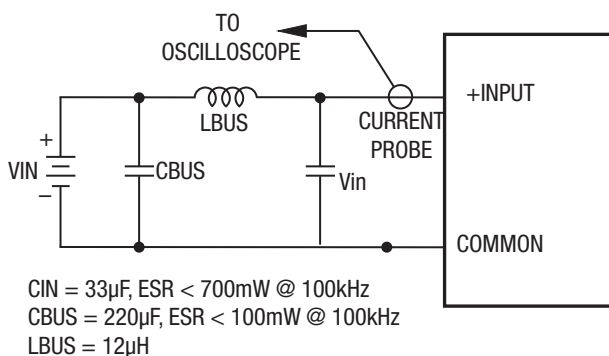 TO
OSCILLOSCOPE
+INPUT
LBUS
CURRENT
PROBE
+
VIN
−
CBUS
Vin
COMMON
CIN = 33µF, ESR < 700mW @ 100kHz
CBUS = 220µF, ESR < 100mW @ 100kHz
LBUS = 12µH